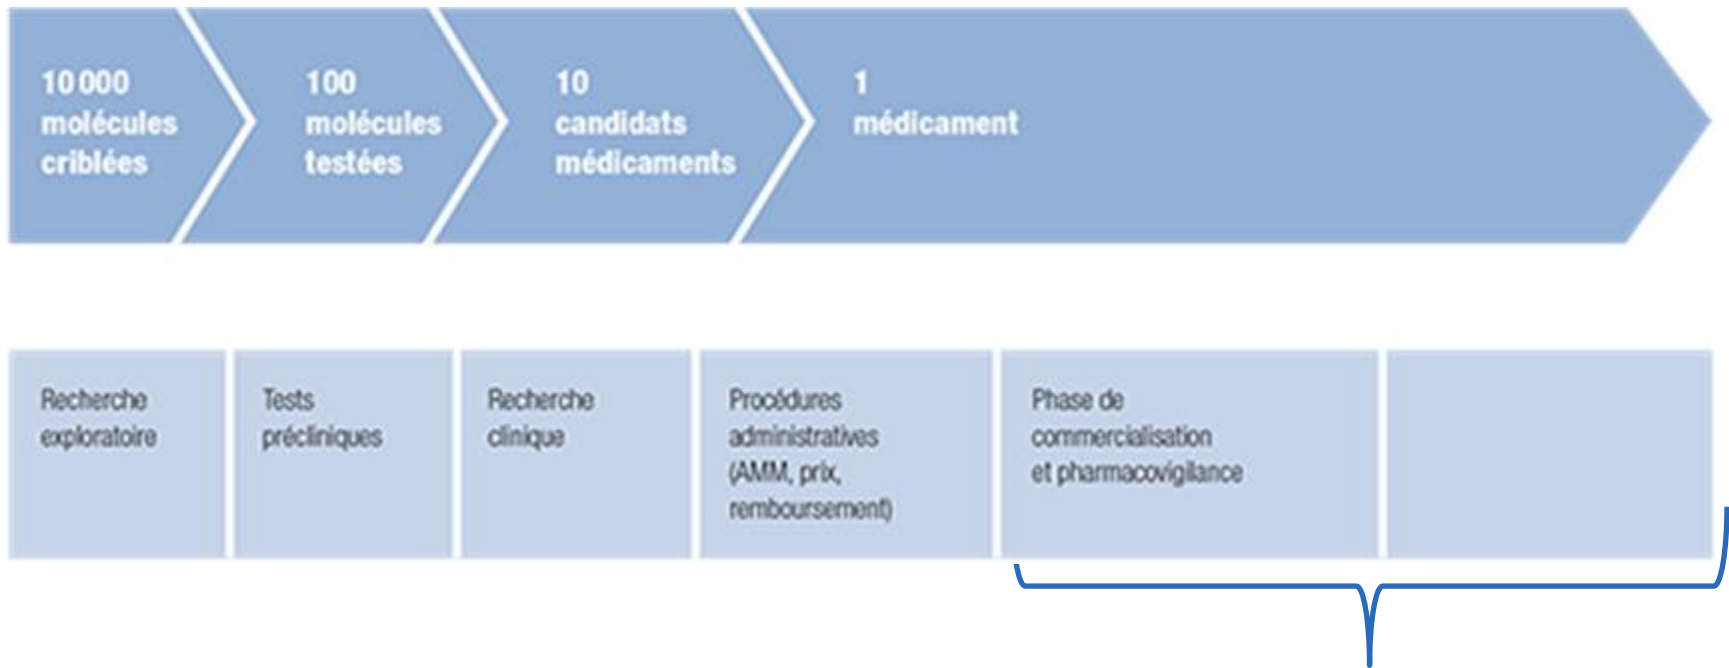 10 000
molécules
criblées
100
molécules
testées
10
candidats
médicaments
1
médicament
Recherche
exploratoire
Tests
précliniques
Recherche
clinique
Procédures
administratives
(AMM, prix,
remboursement)
Phase de
commercialisation
et pharmacovigilance